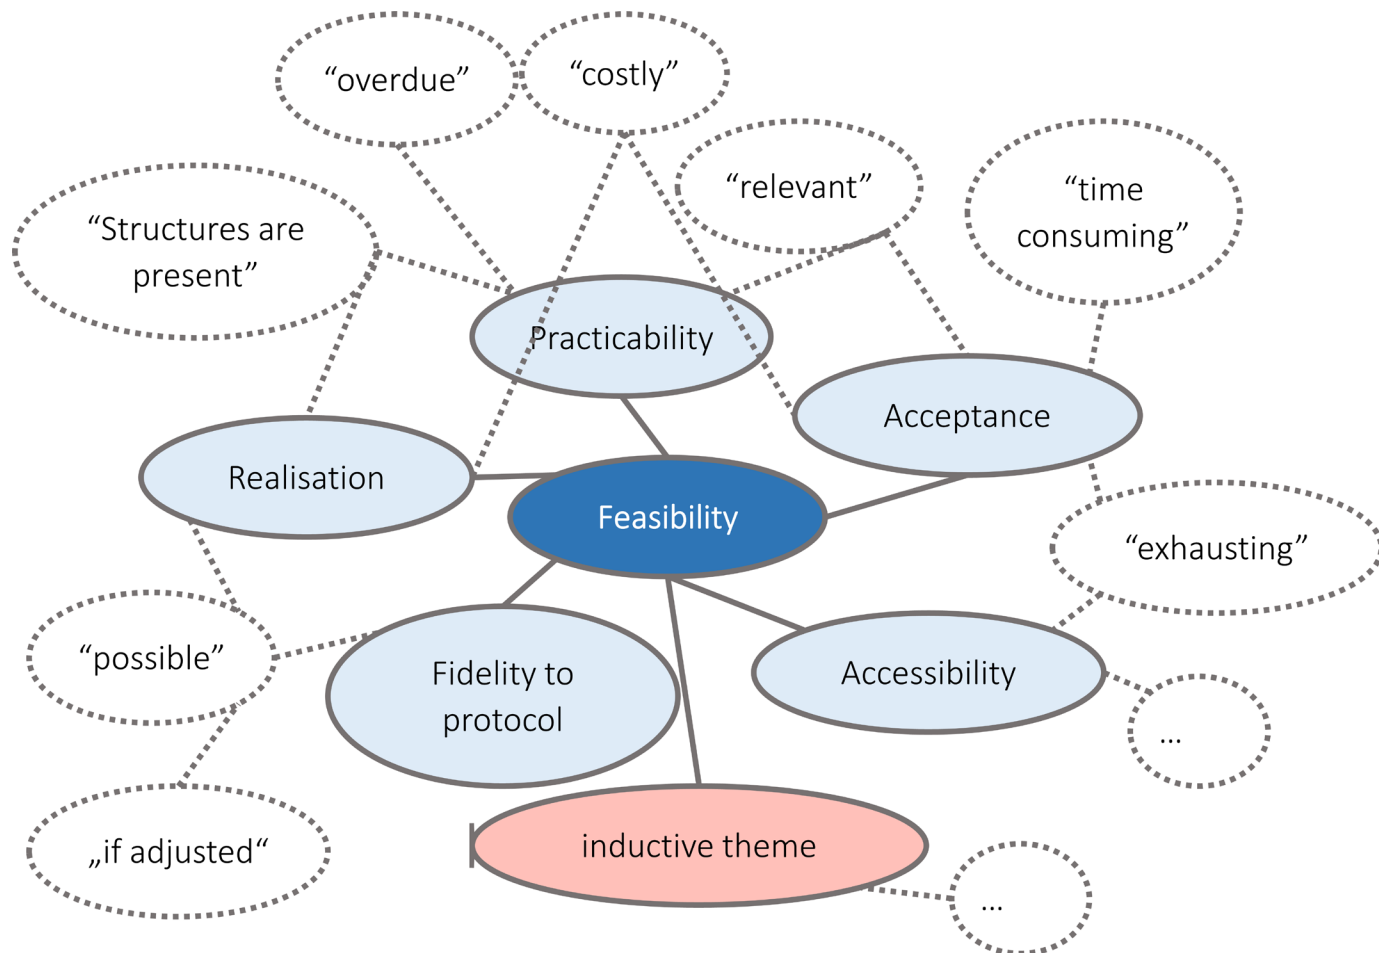 “overdue”
“costly”
“relevant”
“time
consuming”
“Structures are
present”
Practicability
Acceptance
Realisation
Feasibility
“exhausting”
“possible”
Fidelity to
protocol
Accessibility
...
„if adjusted“
inductive theme
...